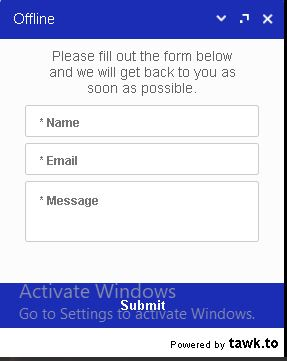 Offline
Please fill out the form below
and we will get back to you as
soon as possible.
* Name
* Email
* Message
Activate Windows
Submit
Go to Settings to activate Windows.
Powered by tawk.to